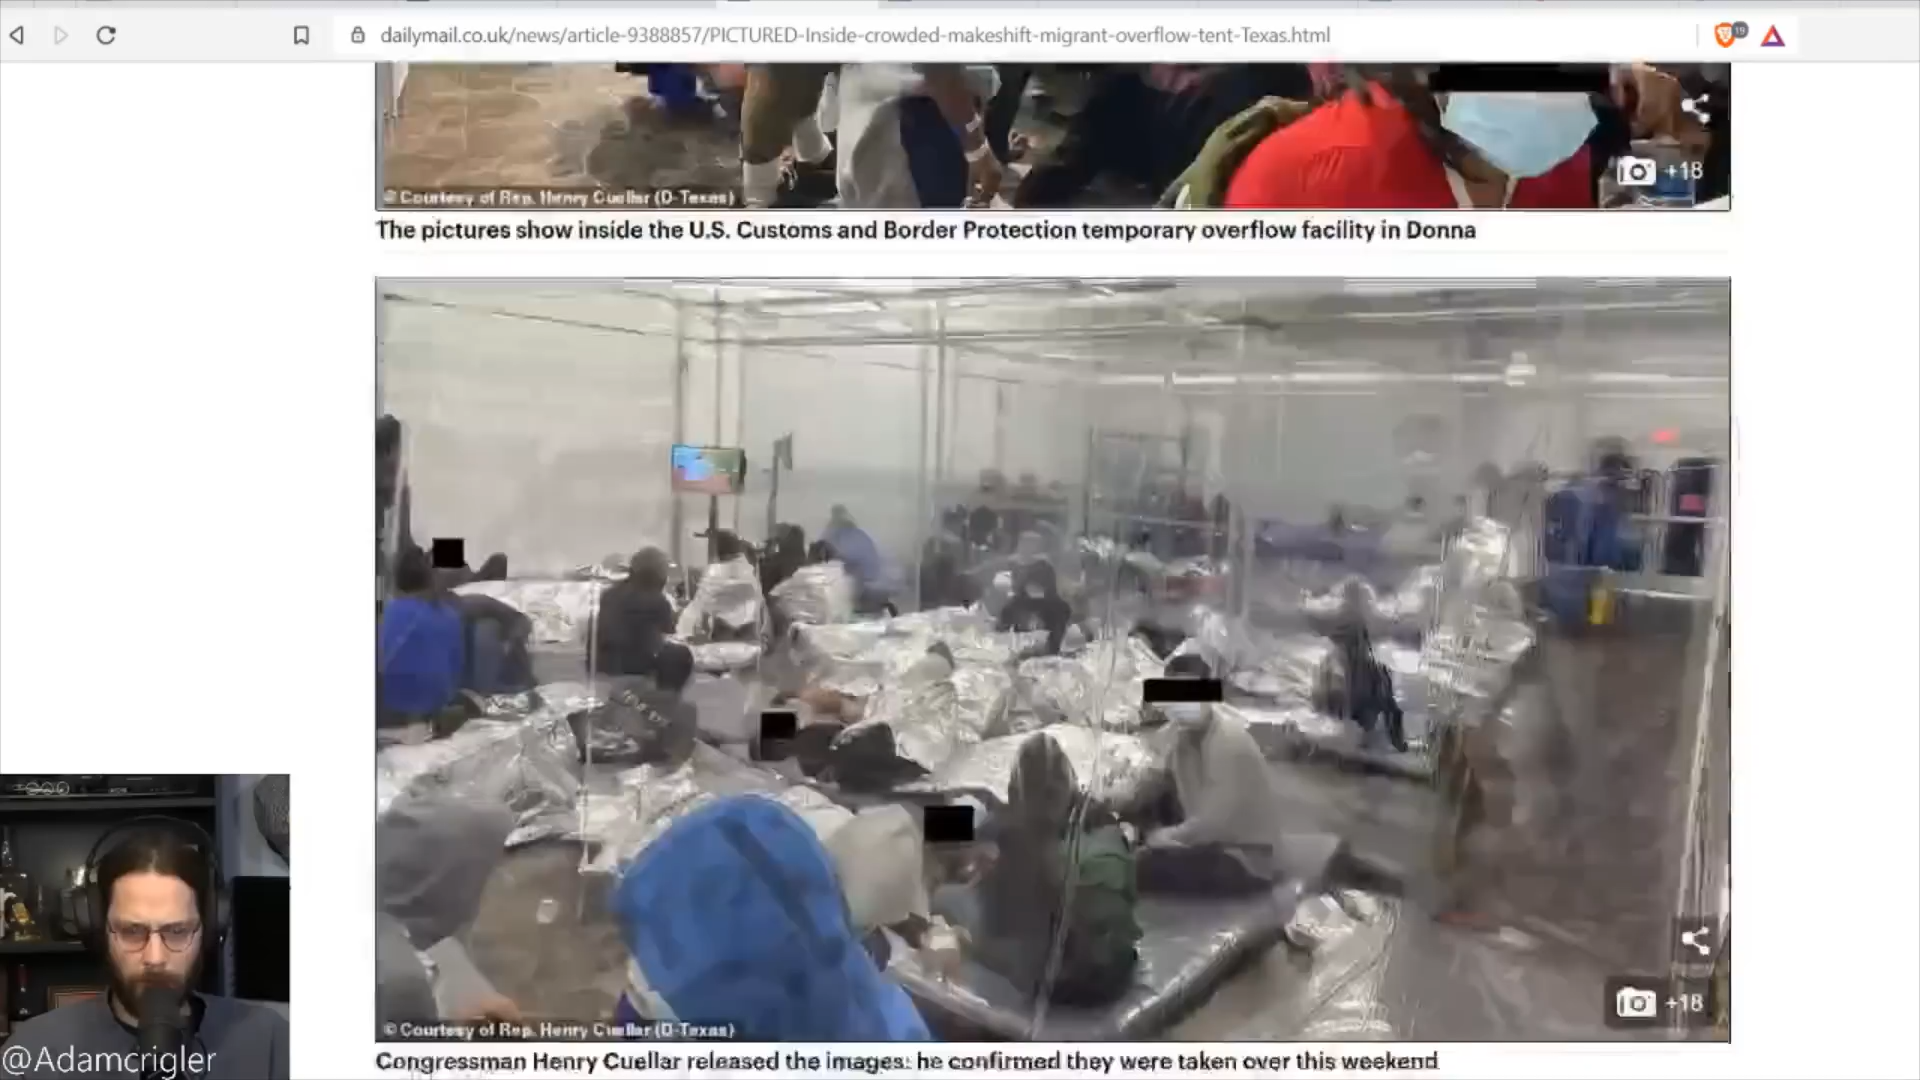 dailymail.co.uk/news/article-9388857/PICTURED-Inside-crowded-makeshift-migrant-overflow-tent-Texas.html
19
+18
© Courtesy of Rep. Henry Cuellar (D-Texas)
The pictures show inside the U.S. Customs and Border Protection temporary overflow facility in Donna
+18
© Courtesy of Rep. Henry Cuellar (D-Texas)
Congressman Henry Cuellar released the images: he confirmed they were taken over this weekend
@Adamcrigler